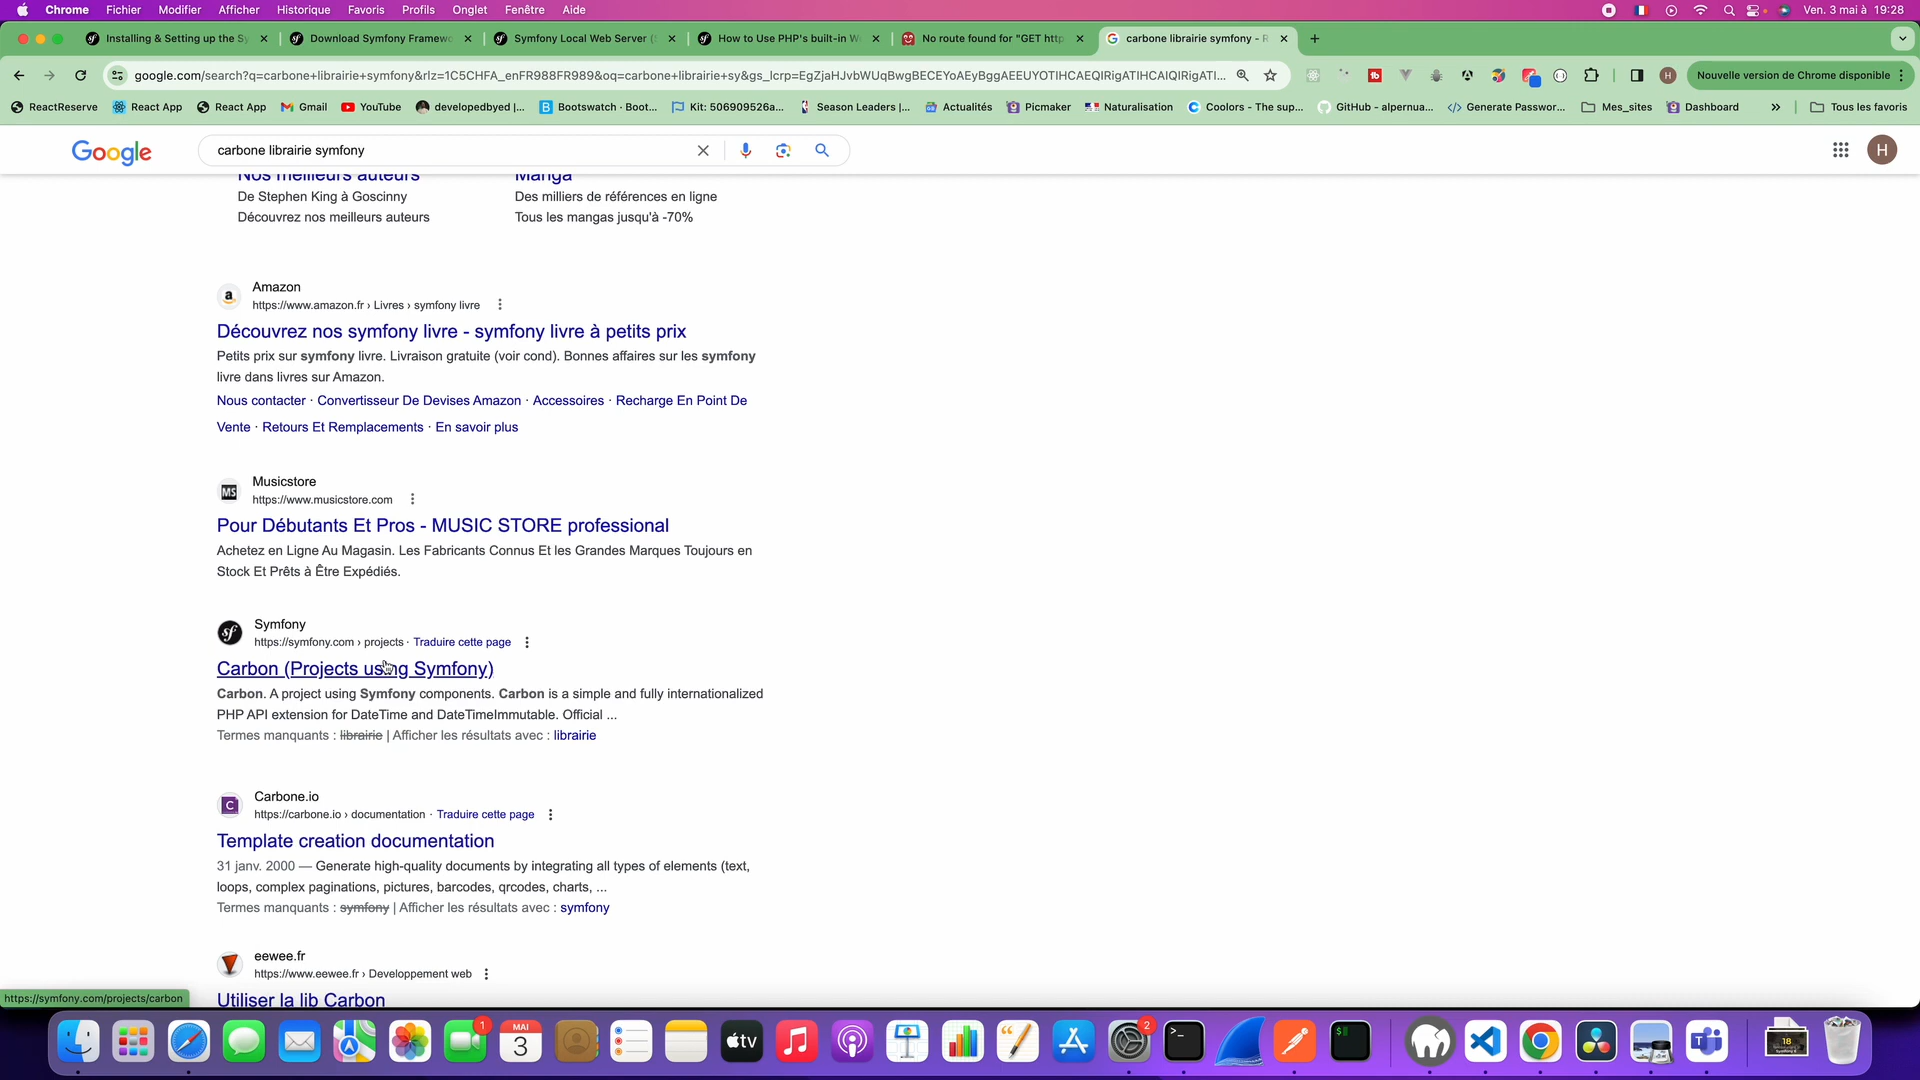 Chrome Fichier Modifier Afficher Historique Favoris Profils Onglet Fenêtre Aide Ven. 3 mai à 19:28
Installing & Setting up the Sy Download Symfony Framewo Symfony Local Web Server ( How to Use PHP's built-in W No route found for "GET http carbone librairie symfony - R
google.com/search?q=carbone+librairie+symfony&rlz=1C5CHFA_enFR988FR989&oq=carbone+librairie+sy&gs_lcrp=EgZjaHJvbWUqBwgBECEYoAEyBggAEEUYOTIHCAEQIRigATIHCAIQIRigATI... Nouvelle version de Chrome disponible
ReactReserve React App React App Gmail YouTube developedbyed |... Bootswatch · Boot... Kit: 506909526a... Season Leaders |... Actualités Picmaker Naturalisation Coolors - The sup... GitHub - alpernua... Generate Passwor... Mes_sites Dashboard » Tous les favoris
Google carbone librairie symfony H
Nos meilleurs auteurs Manga
De Stephen King à Goscinny Des milliers de références en ligne
Découvrez nos meilleurs auteurs Tous les mangas jusqu'à -70%
Amazon
https://www.amazon.fr › Livres › symfony livre
Découvrez nos symfony livre - symfony livre à petits prix
Petits prix sur symfony livre. Livraison gratuite (voir cond). Bonnes affaires sur les symfony
livre dans livres sur Amazon.
Nous contacter · Convertisseur De Devises Amazon · Accessoires · Recharge En Point De
Vente · Retours Et Remplacements · En savoir plus
Musicstore
https://www.musicstore.com
Pour Débutants Et Pros - MUSIC STORE professional
Achetez en Ligne Au Magasin. Les Fabricants Connus Et les Grandes Marques Toujours en
Stock Et Prêts à Être Expédiés.
Symfony
https://symfony.com › projects · Traduire cette page
Carbon (Projects using Symfony)
Carbon. A project using Symfony components. Carbon is a simple and fully internationalized
PHP API extension for DateTime and DateTimeImmutable. Official ...
Termes manquants : librairie | Afficher les résultats avec : librairie
Carbone.io
https://carbone.io › documentation · Traduire cette page
Template creation documentation
31 janv. 2000 — Generate high-quality documents by integrating all types of elements (text,
loops, complex paginations, pictures, barcodes, qrcodes, charts, ...
Termes manquants : symfony | Afficher les résultats avec : symfony
eewee.fr
https://www.eewee.fr › Developpement web
Utiliser la lib Carbon
https://symfony.com/projects/carbon